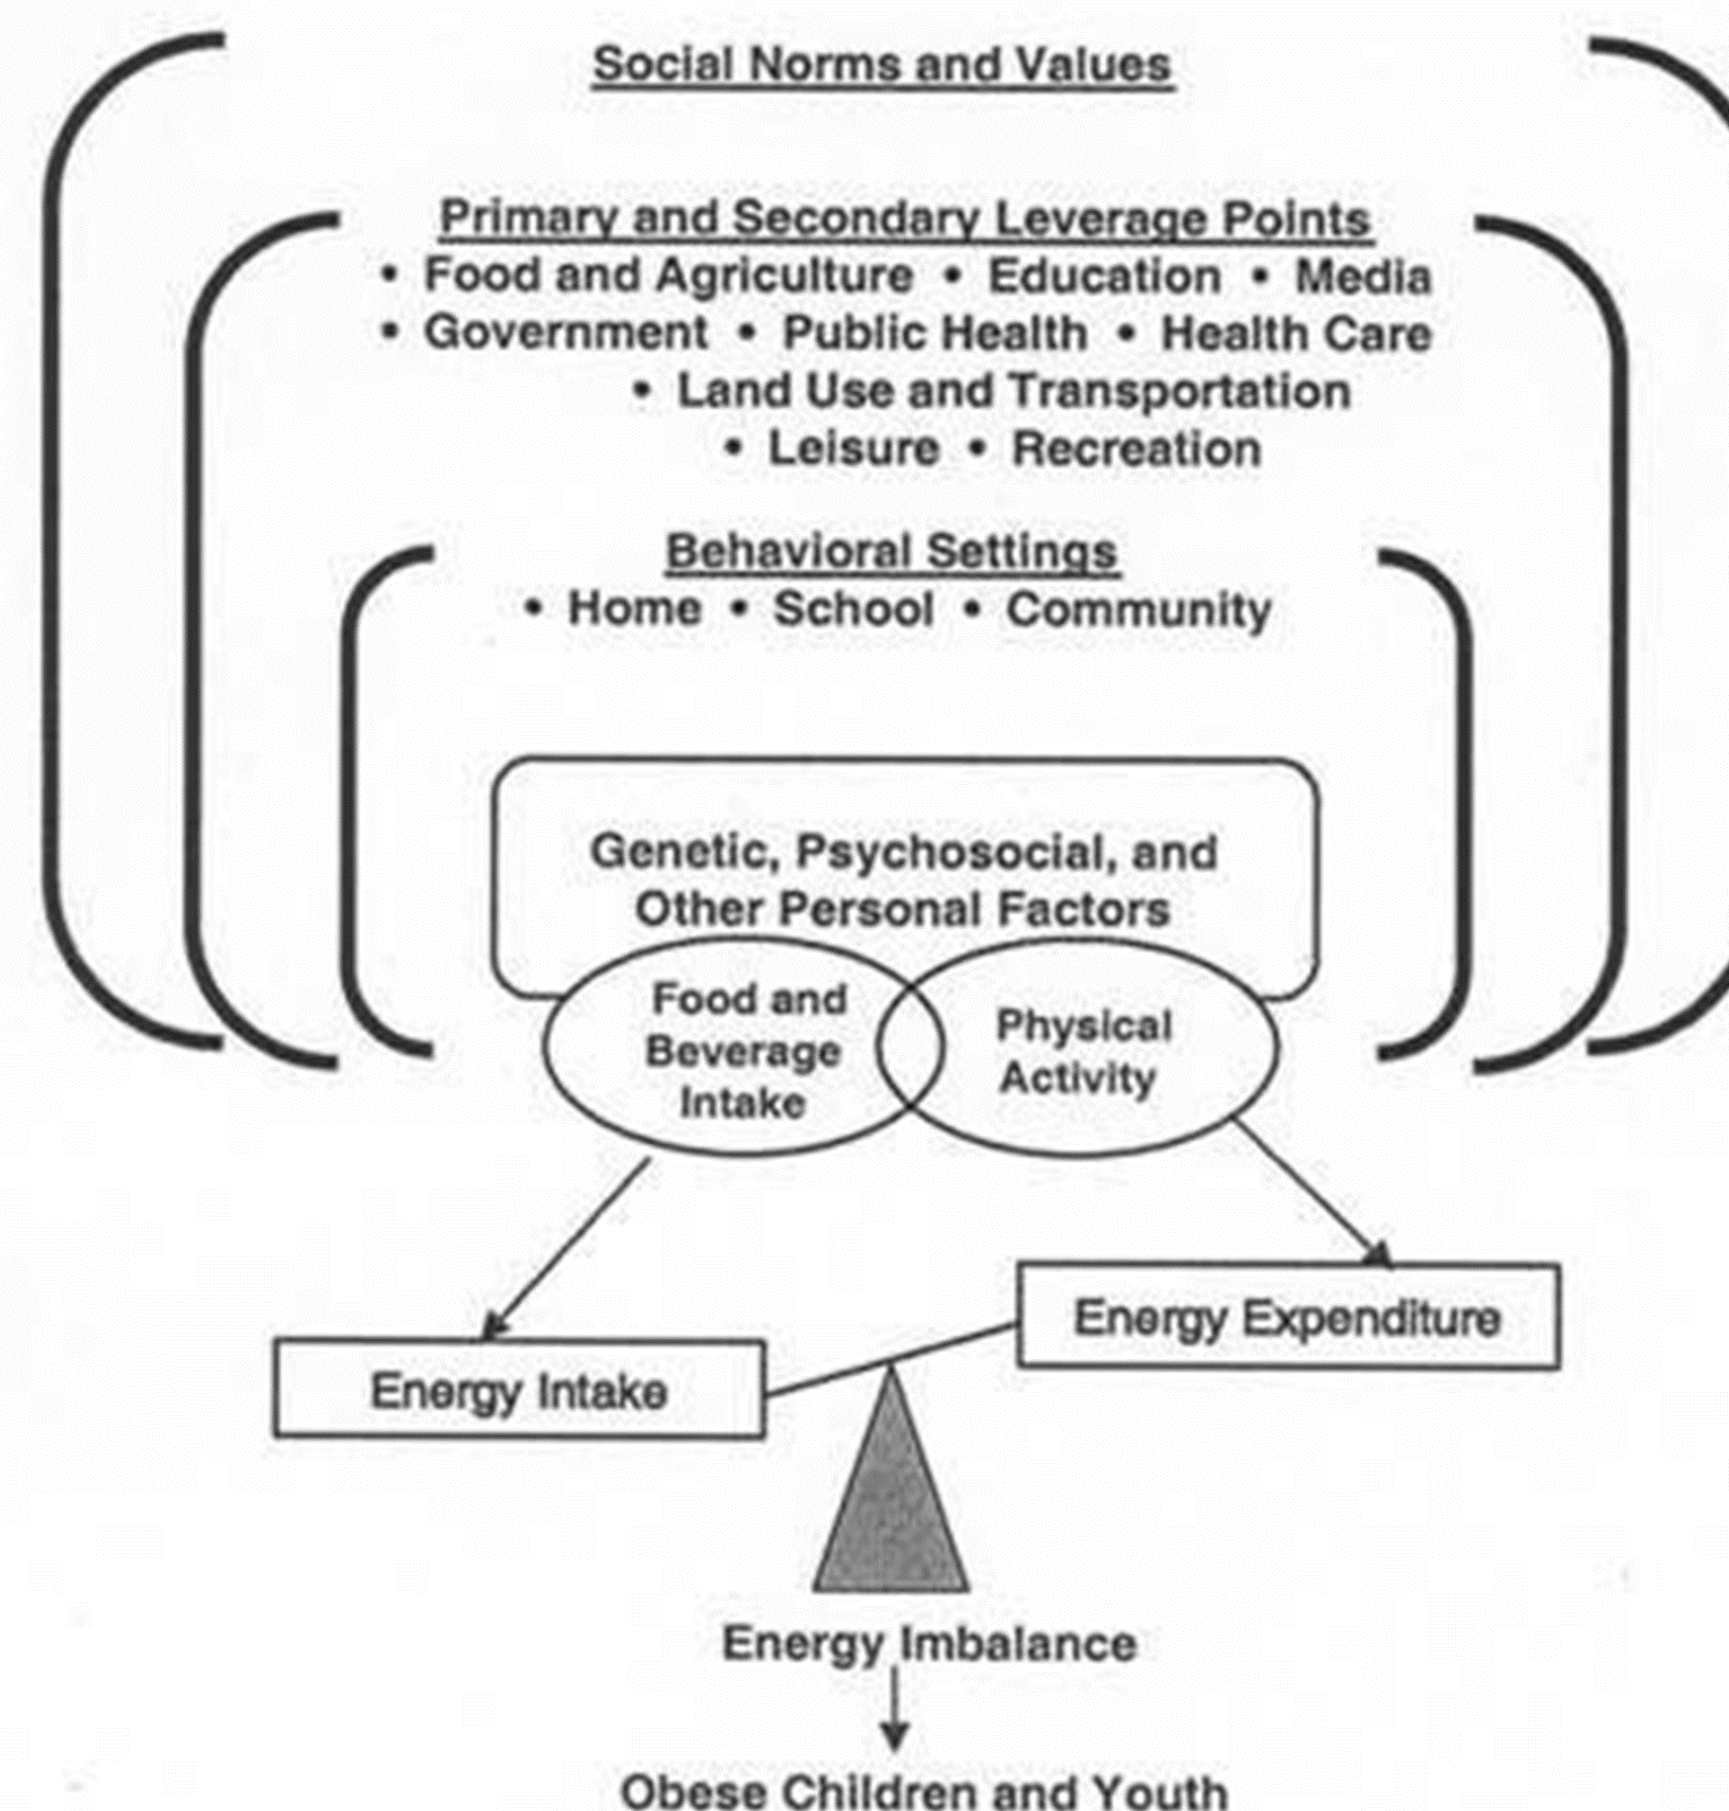 Social Norms and Values
Primary and Secondary Leverage Points
• Food and Agriculture • Education • Media
• Government • Public Health • Health Care
• Land Use and Transportation
• Leisure • Recreation
Behavioral Settings
• Home • School • Community
Genetic, Psychosocial, and
Other Personal Factors
Food and
Beverage
Intake
Physical
Activity
Energy Expenditure
Energy Intake
Energy Imbalance
Obese Children and Youth